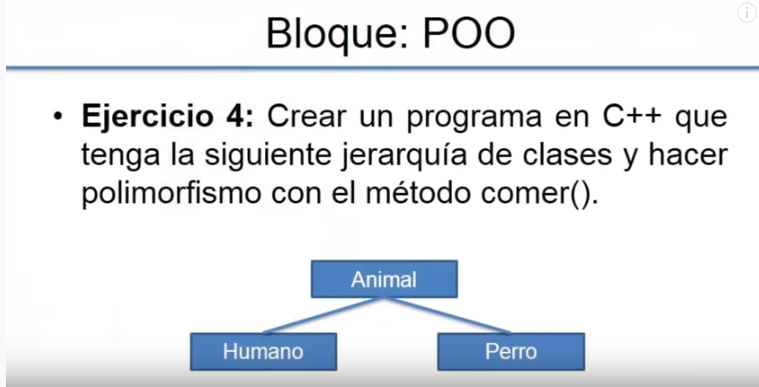 Bloque: POO
• Ejercicio 4: Crear un programa en C++ que
tenga la siguiente jerarquía de clases y hacer
polimorfismo con el método comer().
Animal
Humano
Perro